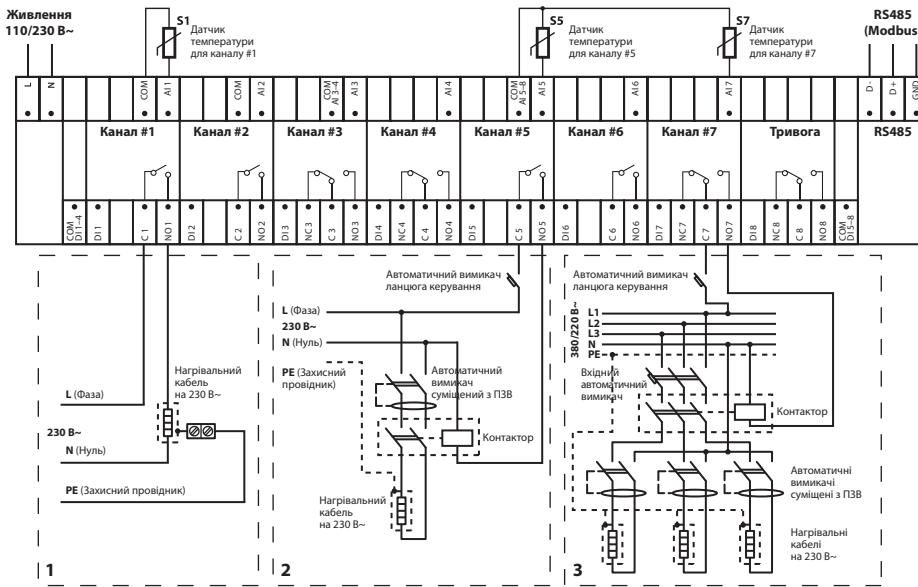 Живлення
110/230 В~
S1
Датчик
температури
для каналу #1
S5
Датчик
температури
для каналу #5
S7
Датчик
температури
для каналу #7
RS485
(Modbus
L
N
COM
AI 1
COM
AI 2
COM
AI 3–4
AI 3
AI 4
COM
AI 5–8
AI 5
AI 6
AI 7
D -
D +
GND
Канал #1
Канал #2
Канал #3
Канал #4
Канал #5
Канал #6
Канал #7
Тривога
RS485
COM
DI 1–4
DI 1
C 1
NO 1
DI 2
C 2
NO 2
DI 3
NC 3
C 3
NO 3
DI 4
NC 4
C 4
NO 4
DI 5
C 5
NO 5
DI 6
C 6
NO 6
DI 7
NC 7
C 7
NO 7
DI 8
NC 8
C 8
NO 8
COM
DI 5–8
L (Фаза)
230 В~
N (Нуль)
PE (Захисний провідник)
Нагрівальний
кабель
на 230 В~
1
Автоматичний вимикач
ланцюга керування
L (Фаза)
230 В~
N (Нуль)
PE (Захисний
провідник)
Автоматичний
вимикач
суміщений з ПЗВ
Контактор
Нагрівальний
кабель
на 230 В~
2
Автоматичний вимикач
ланцюга керування
380/220 В~
L1
L2
L3
N
PE
Вхідний
автоматичний
вимикач
Контактор
Автоматичні
вимикачі
суміщені з ПЗВ
Нагрівальні
кабелі
на 230 В~
3